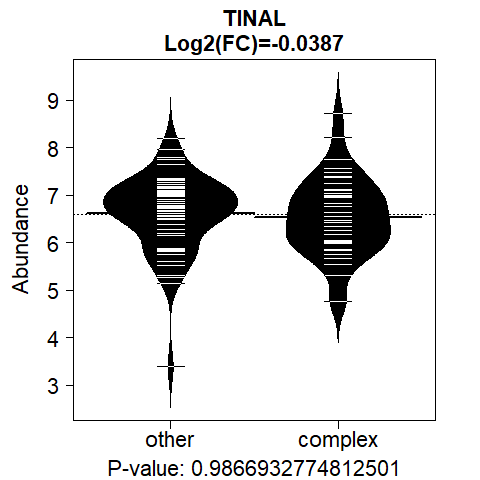 TINAL
Log2(FC)=-0.0387
Abundance
9
8
7
6
5
4
3
other complex
P-value: 0.9866932774812501